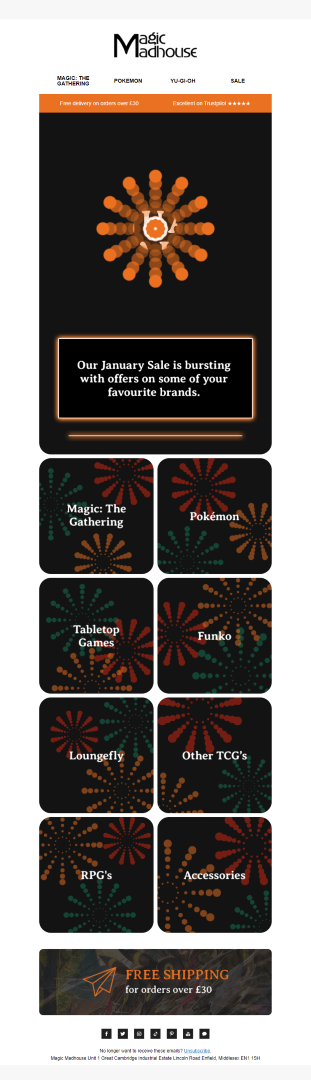 Magic
Madhouse
MAGIC: THE
GATHERING
POKEMON
YU-GI-OH
SALE
Free delivery on orders over £30
Excellent on Trustpilot ★★★★★
Our January Sale is bursting
with offers on some of your
favourite brands.
Magic: The
Gathering
Pokémon
Tabletop
Games
Funko
Loungefly
Other TCG's
RPG's
Accessories
FREE SHIPPING
for orders over £30
No longer want to receive these emails? Unsubscribe.
Magic Madhouse Unit 1 Great Cambridge Industrial Estate Lincoln Road Enfield, Middlesex EN1 1SH